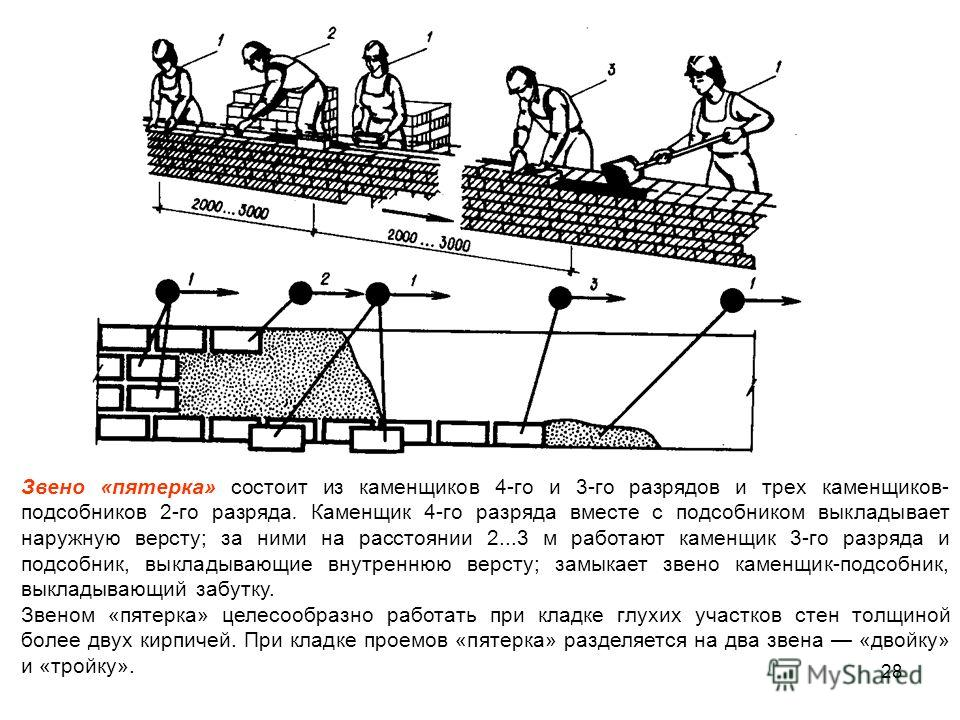 1 2 1 3 1
2000...3000
2000 ... 3000
1 2 1 3 1
Звено «пятерка» состоит из каменщиков 4-го и 3-го разрядов и трех каменщиков-
подсобников 2-го разряда. Каменщик 4-го разряда вместе с подсобником выкладывает
наружную версту; за ними на расстоянии 2...3 м работают каменщик 3-го разряда и
подсобник, выкладывающие внутреннюю версту; замыкает звено каменщик-подсобник,
выкладывающий забутку.
Звеном «пятерка» целесообразно работать при кладке глухих участков стен толщиной
более двух кирпичей. При кладке проемов «пятерка» разделяется на два звена — «двойку»
и «тройку».
28
MyShared